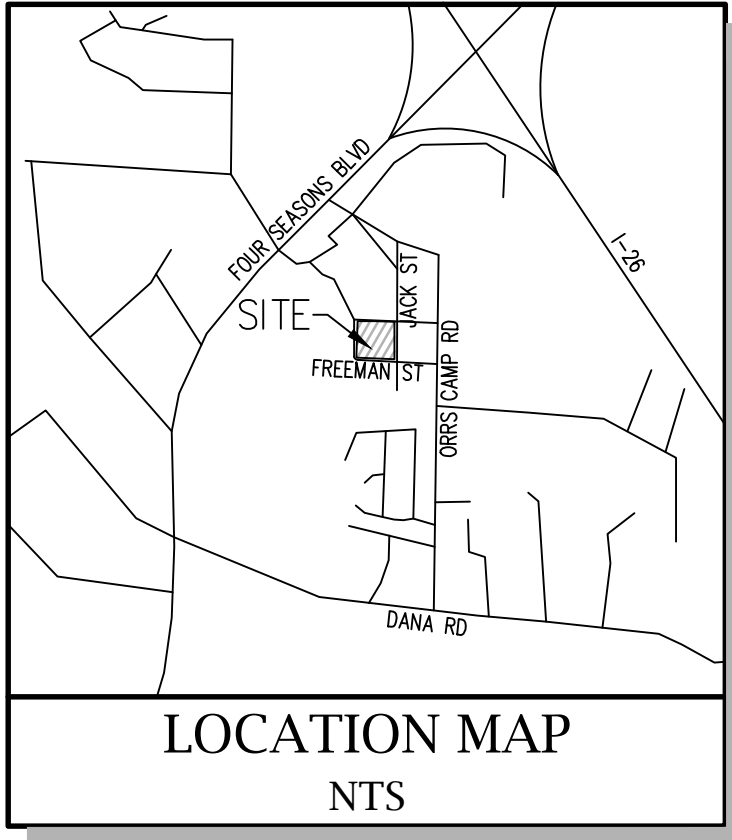 FOUR SEASONS BLVD
I-26
JACK ST
SITE
FREEMAN ST
ORRS CAMP RD
DANA RD
LOCATION MAP
NTS